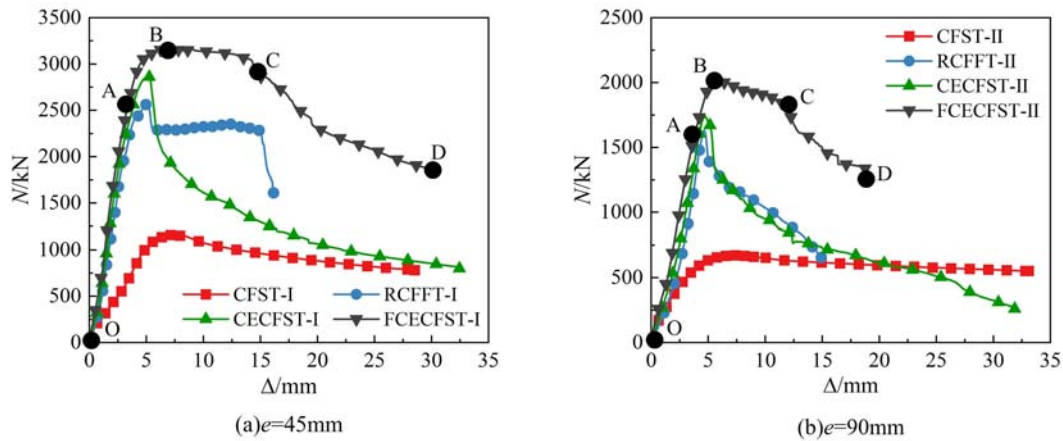 3500
3000
2500
2000
1500
1000
500
0
N/kN
O
A
B
C
D
CFST-I
RCFFT-I
CECFST-I
FCECFST-I
0 5 10 15 20 25 30 35
Δ/mm
(a)e=45mm
2500
2000
1500
1000
500
0
N/kN
O
A
B
C
D
CFST-II
RCFFT-II
CECFST-II
FCECFST-II
0 5 10 15 20 25 30 35
Δ/mm
(b)e=90mm